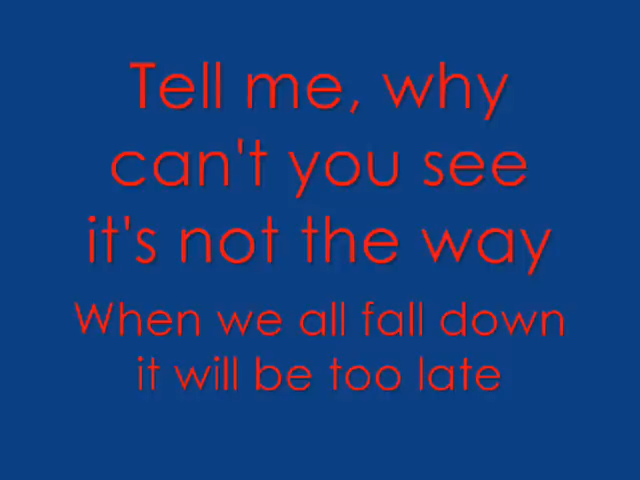 Tell me, why
can't you see
it's not the way
When we all fall down
it will be too late